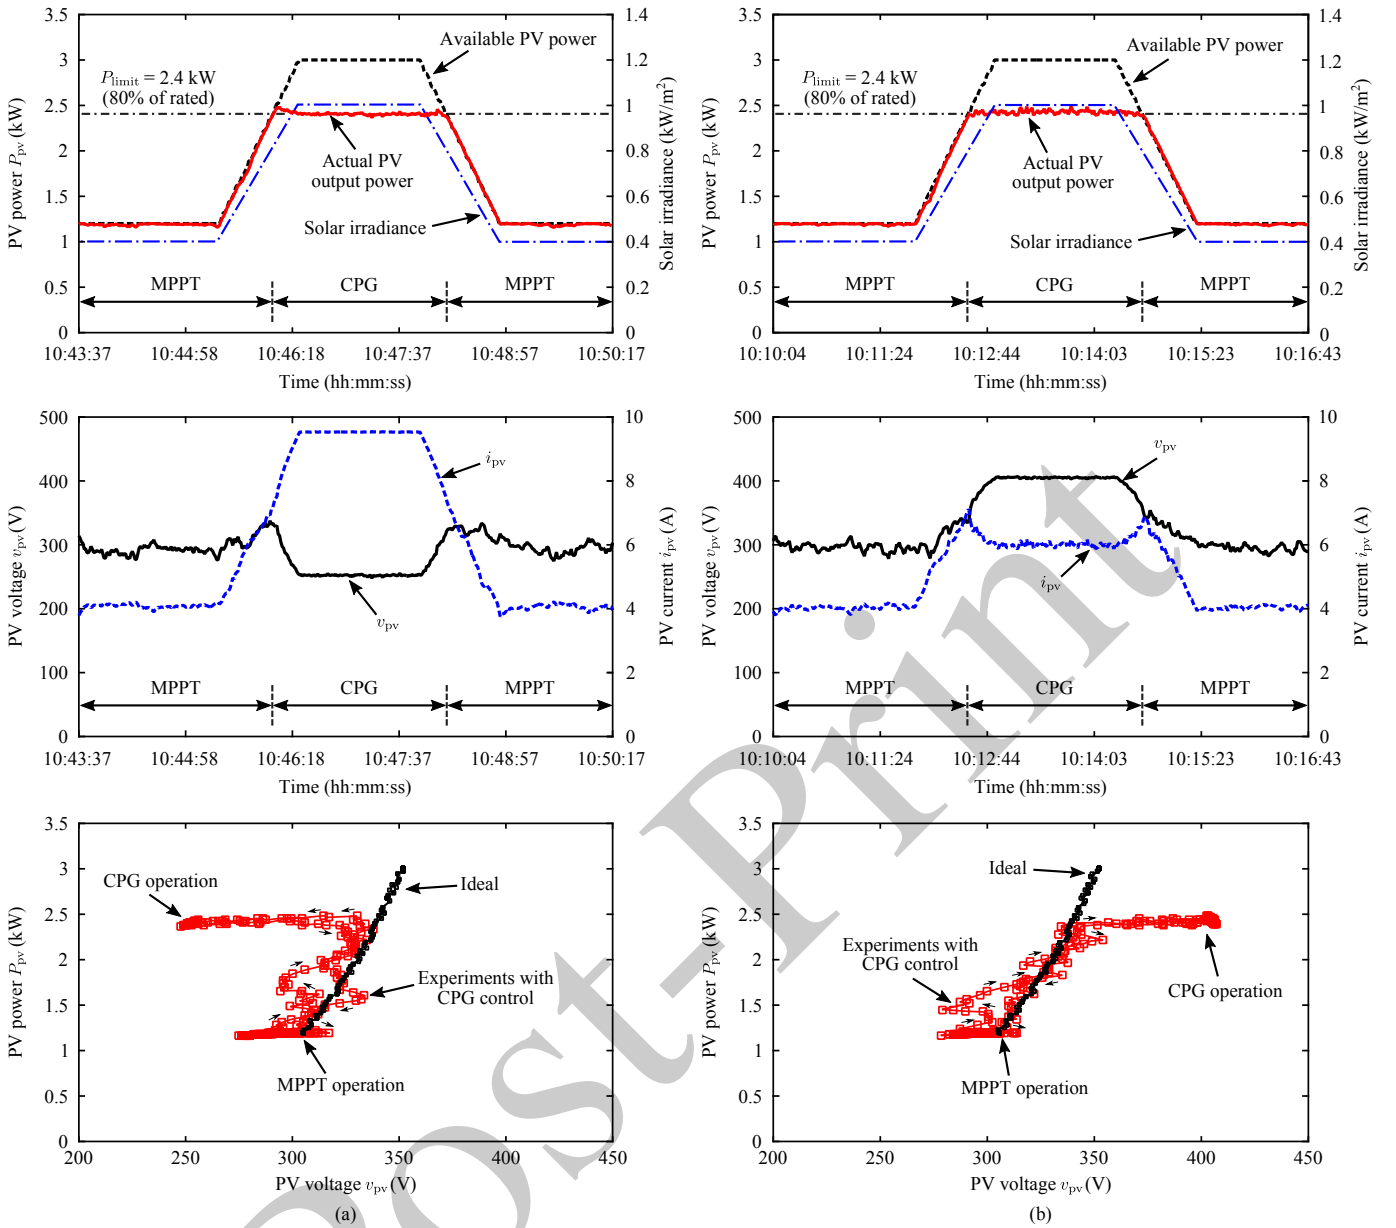 3.5
3
2.5
2
1.5
1
0.5
0
PV power Ppv (kW)
1.4
1.2
1
0.8
0.6
0.4
0.2
0
Solar irradiance (kW/m²)
Available PV power
Plimit = 2.4 kW
(80% of rated)
Actual PV
output power
Solar irradiance
MPPT CPG MPPT
10:43:37 10:44:58 10:46:18 10:47:37 10:48:57 10:50:17
Time (hh:mm:ss)
3.5
3
2.5
2
1.5
1
0.5
0
PV power Ppv (kW)
1.4
1.2
1
0.8
0.6
0.4
0.2
0
Solar irradiance (kW/m²)
Available PV power
Plimit = 2.4 kW
(80% of rated)
Actual PV
output power
Solar irradiance
MPPT CPG MPPT
10:10:04 10:11:24 10:12:44 10:14:03 10:15:23 10:16:43
Time (hh:mm:ss)
500
400
300
200
100
0
PV voltage vpv (V)
10
8
6
4
2
0
PV current ipv (A)
ipv
vpv
MPPT CPG MPPT
10:43:37 10:44:58 10:46:18 10:47:37 10:48:57 10:50:17
Time (hh:mm:ss)
500
400
300
200
100
0
PV voltage vpv (V)
10
8
6
4
2
0
PV current ipv (A)
vpv
ipv
MPPT CPG MPPT
10:10:04 10:11:24 10:12:44 10:14:03 10:15:23 10:16:43
Time (hh:mm:ss)
3.5
3
2.5
2
1.5
1
0.5
0
PV power Ppv (kW)
CPG operation
Ideal
Experiments with
CPG control
MPPT operation
200 250 300 350 400 450
PV voltage vpv (V)
(a)
3.5
3
2.5
2
1.5
1
0.5
0
PV power Ppv (kW)
Ideal
Experiments with
CPG control
CPG operation
MPPT operation
200 250 300 350 400 450
PV voltage vpv (V)
(b)
Post-Print